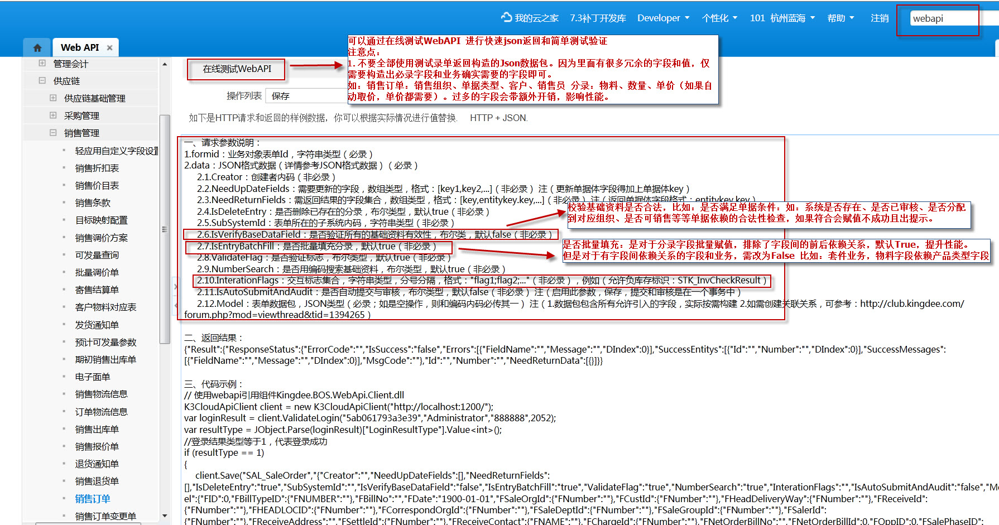 我的云之家 7.3补丁开发库 Developer 个性化 101 杭州蓝海 帮助 注销 webapi
Web API ×
可以通过在线测试WebAPI 进行快速json返回和简单测试验证
注意点：
1.不要全部使用测试录单返回构造的Json数据包。因为里面有很多冗余的字段和值，仅
需要构造出必录字段和业务确实需要的字段即可。
如：销售订单：销售组织、单据类型、客户、销售员 分录：物料、数量、单价（如果自
动取价，单价都需要）。过多的字段会带额外开销，影响性能。
管理会计
供应链
供应链基础管理
采购管理
销售管理
轻应用自定义字段设置
销售折扣表
销售价目表
销售条款
目标映射配置
销售调价方案
可发量查询
批量调价单
寄售结算单
客户物料对应表
发货通知单
预计可发量参数
期初销售出库单
电子面单
销售物流信息
订单物流信息
销售出库单
销售报价单
退货通知单
销售退货单
销售订单
销售订单变更单
在线测试WebAPI
操作列表 保存
如下是HTTP请求和返回的样例数据，你可以根据实际情况进行值替换. HTTP + JSON.
一、请求参数说明：
1.formid：业务对象表单Id，字符串类型（必录）
2.data：JSON格式数据（详情参考JSON格式数据）（必录）
2.1.Creator：创建者内码（非必录）
2.2.NeedUpDateFields：需要更新的字段，数组类型，格式：[key1,key2,...]（非必录） 注（更新单据体字段得加上单据体key）
2.3.NeedReturnFields：需返回结果的字段集合，数组类型，格式：[key,entitykey.key,...]（非必录） 注（返回单据体字段格式：entitykey.key）
2.4.IsDeleteEntry：是否删除已存在的分录，布尔类型，默认true（非必录）
2.5.SubSystemId：表单所在的子系统内码，字符串类型（非必录）
2.6.IsVerifyBaseDataField：是否验证所有的基础资料有效性，布尔类，默认false（非必录）
2.7.IsEntryBatchFill：是否批量填充分录，默认true（非必录）
2.8.ValidateFlag：是否验证标志，布尔类型，默认true（非必录）
2.9.NumberSearch：是否用编码搜索基础资料，布尔类型，默认true（非必录）
2.10.InterationFlags：交互标志集合，字符串类型，分号分隔，格式："flag1;flag2;..."（非必录），例如（允许负库存标识：STK_InvCheckResult）
2.11.IsAutoSubmitAndAudit：是否自动提交与审核，布尔类型，默认false（非必录） 注（启用此参数，保存，提交和审核是在一个事务中）
2.12.Model：表单数据包，JSON类型（必录；如是空操作，则和编码内码必传其一） 注（1.数据包包含所有允许引入的字段，实际按需构建 2.如需创建关联关系，可参考：http://club.kingdee.com/
forum.php?mod=viewthread&tid=1394265）
校验基础资料是否合法，比如：是否满足单据条件：如：系统是否存在、是否已审核、是否分配
到对应组织、是否可销售等等单据依赖的合法性检查，如果符合会赋值不成功且出提示。
是否批量填充：是对于分录字段批量赋值，排除了字段间的前后依赖关系，默认True，提升性能。
但是对于有字段间依赖关系的字段和业务，需改为False 比如：套件业务，物料字段依赖产品类型字段
二、返回结果：
{"Result":{"ResponseStatus":{"ErrorCode":"","IsSuccess":"false","Errors":[{"FieldName":"","Message":"","DIndex":0}],"SuccessEntitys":[{"Id":"","Number":"","DIndex":0}],"SuccessMessages":
[{"FieldName":"","Message":"","DIndex":0}],"MsgCode":""},"Id":"","Number":"","NeedReturnData":[{}]}}
三、代码示例：
// 使用webapi引用组件Kingdee.BOS.WebApi.Client.dll
K3CloudApiClient client = new K3CloudApiClient("http://localhost:1200/");
var loginResult = client.ValidateLogin("5ab061793a3e39","Administrator","888888",2052);
var resultType = JObject.Parse(loginResult)["LoginResultType"].Value<int>();
//登录结果类型等于1，代表登录成功
if (resultType == 1)
{
client.Save("SAL_SaleOrder","{"Creator":"","NeedUpDateFields":[],"NeedReturnFields":
[],"IsDeleteEntry":"true","SubSystemId":"","IsVerifyBaseDataField":"false","IsEntryBatchFill":"true","ValidateFlag":"true","NumberSearch":"true","InterationFlags":"","IsAutoSubmitAndAudit":"false","Mo
el":{"FID":0,"FBillTypeID":{"FNUMBER":""},"FBillNo":"","FDate":"1900-01-01","FSaleOrgId":{"FNumber":""},"FCustId":{"FNumber":""},"FHeadDeliveryWay":{"FNumber":""},"FReceiveId":
{"FNumber":""},"FHEADLOCID":{"FNumber":""},"FCorrespondOrgId":{"FNumber":""},"FSaleDeptId":{"FNumber":""},"FSaleGroupId":{"FNumber":""},"FSalerId":
{"FNumber":""},"FReceiveAddress":"","FSettleId":{"FNumber":""},"FReceiveContact":{"FNAME":""},"FChargeId":{"FNumber":""},"FNetOrderBillNo":"","FNetOrderBillId":0,"FOppID":0,"FSalePhaseID":